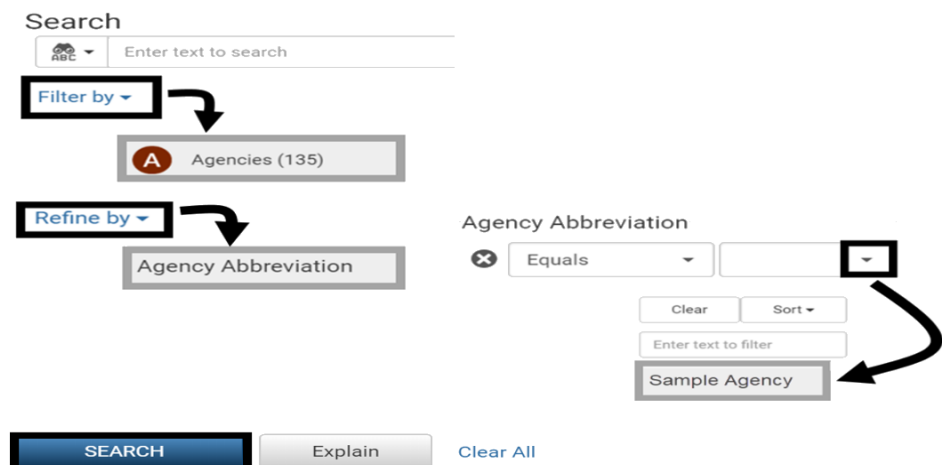 Search
ABC
Enter text to search
Filter by
A Agencies (135)
Refine by
Agency Abbreviation
Agency Abbreviation
Equals
Clear Sort
Enter text to filter
Sample Agency
SEARCH Explain Clear All